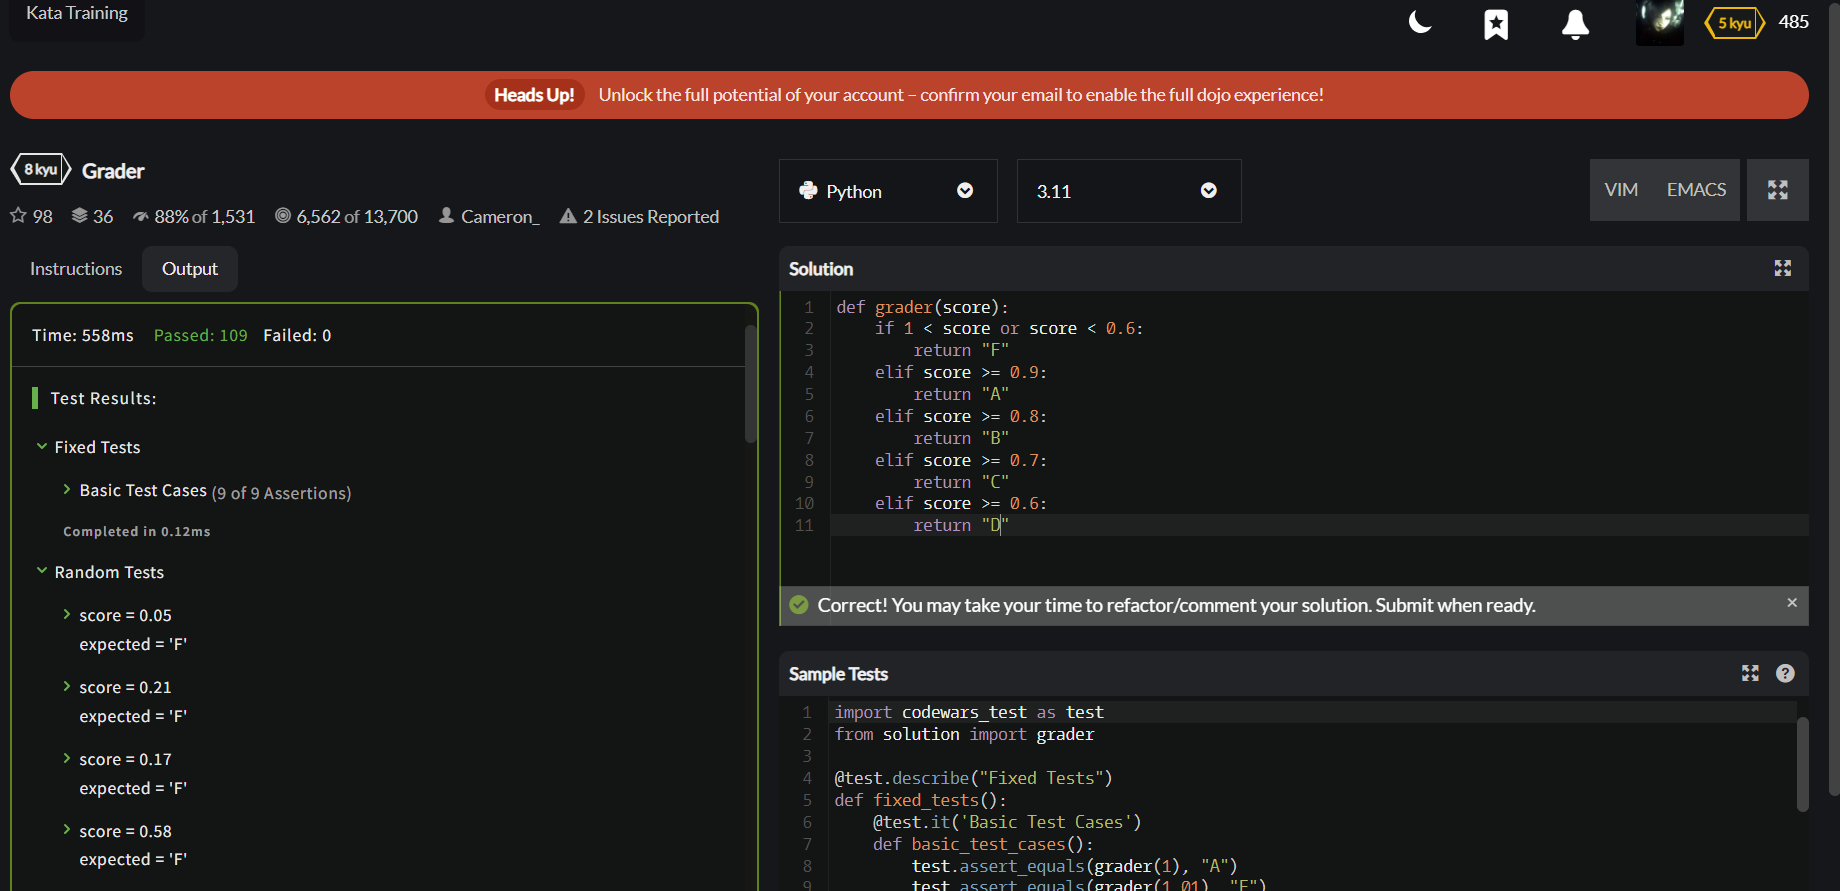 Kata Training
5 kyu 485
Heads Up! Unlock the full potential of your account – confirm your email to enable the full dojo experience!
8 kyu Grader
98 36 88% of 1,531 6,562 of 13,700 Cameron_ 2 Issues Reported
Instructions Output
Time: 558ms Passed: 109 Failed: 0
Test Results:
Fixed Tests
Basic Test Cases (9 of 9 Assertions)
Completed in 0.12ms
Random Tests
score = 0.05
expected = 'F'
score = 0.21
expected = 'F'
score = 0.17
expected = 'F'
score = 0.58
expected = 'F'
Python 3.11 VIM EMACS
Solution
1 def grader(score):
2 if 1 < score or score < 0.6:
3 return "F"
4 elif score >= 0.9:
5 return "A"
6 elif score >= 0.8:
7 return "B"
8 elif score >= 0.7:
9 return "C"
10 elif score >= 0.6:
11 return "D"
Correct! You may take your time to refactor/comment your solution. Submit when ready. ×
Sample Tests ?
1 import codewars_test as test
2 from solution import grader
3
4 @test.describe("Fixed Tests")
5 def fixed_tests():
6 @test.it('Basic Test Cases')
7 def basic_test_cases():
8 test.assert_equals(grader(1), "A")
9 test.assert_equals(grader(1.01), "F")